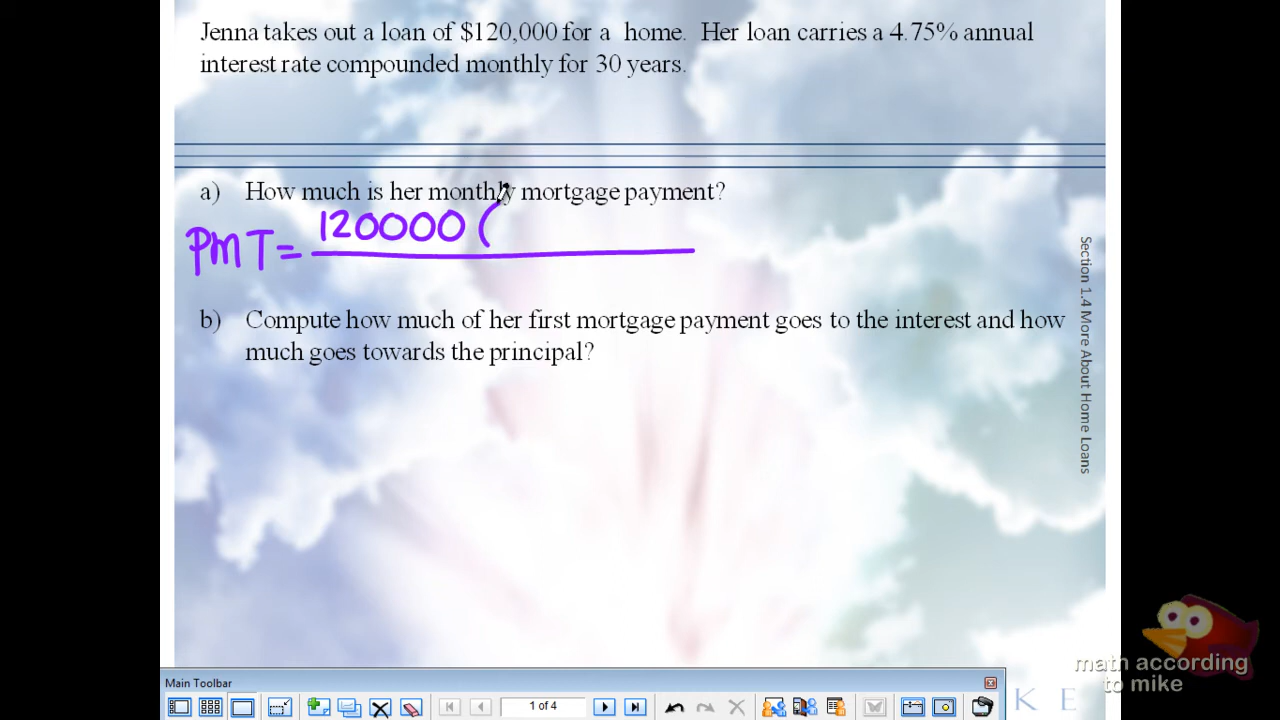 Jenna takes out a loan of $120,000 for a home. Her loan carries a 4.75% annual
interest rate compounded monthly for 30 years.
a) How much is her monthly mortgage payment?
PMT = 120000 (
b) Compute how much of her first mortgage payment goes to the interest and how
much goes towards the principal?
Section 1.4 More About Home Loans
math according
to mike
K E
Main Toolbar
1 of 4